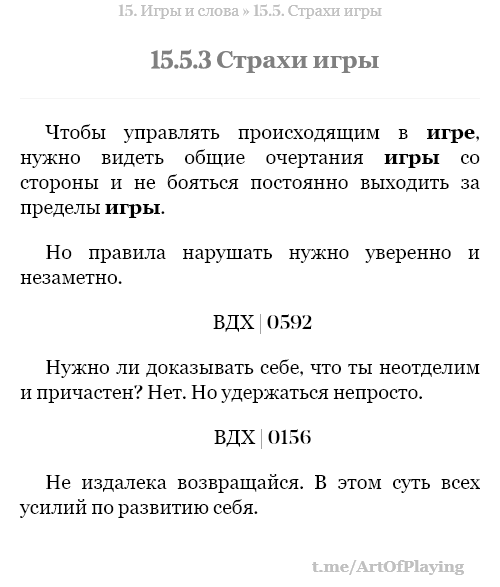 15. Игры и слова » 15.5. Страхи игры
15.5.3 Страхи игры
Чтобы управлять происходящим в игре,
нужно видеть общие очертания игры со
стороны и не бояться постоянно выходить за
пределы игры.
Но правила нарушать нужно уверенно и
незаметно.
ВДХ | 0592
Нужно ли доказывать себе, что ты неотделим
и причастен? Нет. Но удержаться непросто.
ВДХ | 0156
Не издалека возвращайся. В этом суть всех
усилий по развитию себя.
t.me/ArtOfPlaying